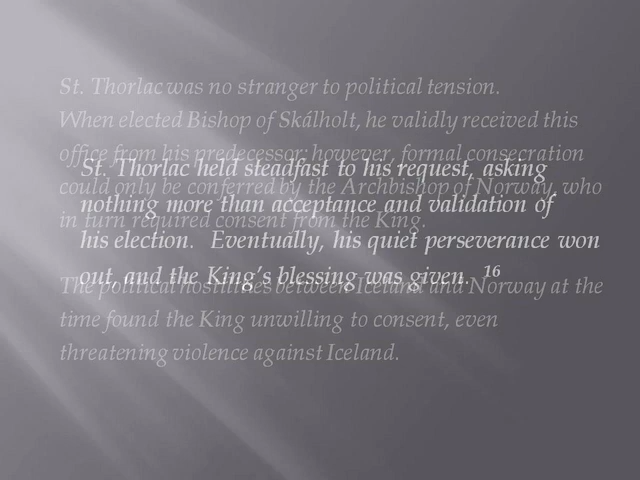 St. Thorlac was no stranger to political tension.
When elected Bishop of Skálholt, he validly received this
office from his predecessor; however, formal consecration
could only be conferred by the Archbishop of Norway, who
in turn required consent from the King.
The political hostilities between Iceland and Norway at the
time found the King unwilling to consent, even
threatening violence against Iceland.
St. Thorlac held steadfast to his request, asking
nothing more than acceptance and validation of
his election. Eventually, his quiet perseverance won
out, and the King's blessing was given. 16